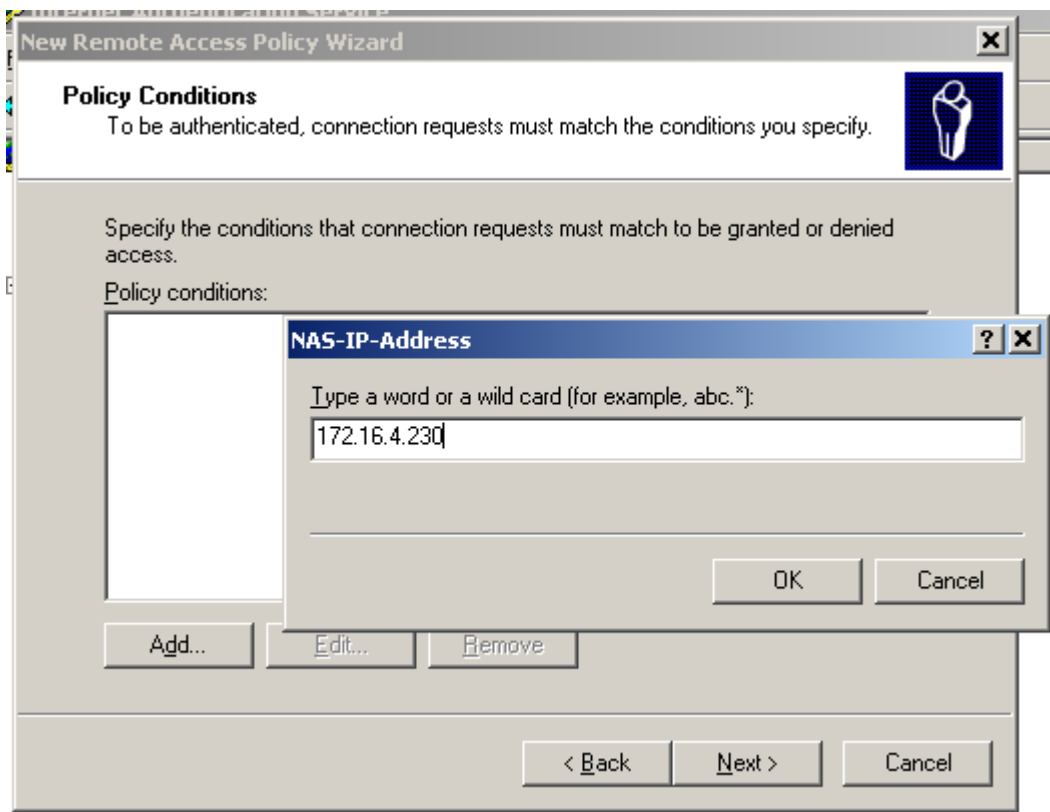 Internet Authentication Service
New Remote Access Policy Wizard
Policy Conditions
To be authenticated, connection requests must match the conditions you specify.
Specify the conditions that connection requests must match to be granted or denied
access.
Policy conditions:
NAS-IP-Address
Type a word or a wild card (for example, abc.*):
172.16.4.230
OK
Cancel
Add...
Edit...
Remove
< Back
Next >
Cancel